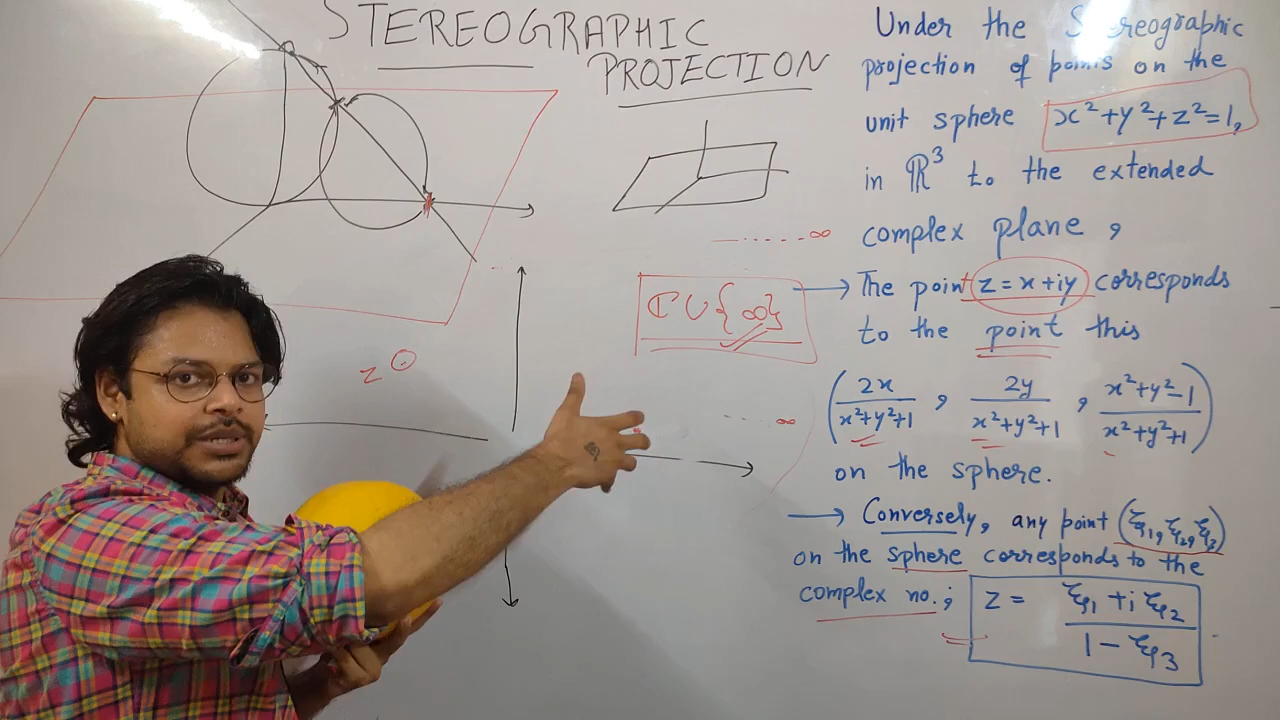 STEREOGRAPHIC
PROJECTION
z
∞
ℂ ∪ {∞}
∞
Under the Stereographic
projection of points on the
unit sphere x²+y²+z²=1,
in ℝ³ to the extended
complex plane,
→ The point z = x+iy corresponds
to the point this
(2x/(x²+y²+1), 2y/(x²+y²+1), (x²+y²-1)/(x²+y²+1))
on the sphere.
→ Conversely, any point (ξ₁, ξ₂, ξ₃)
on the sphere corresponds to the
complex no.; z = (ξ₁ + i ξ₂)/(1 - ξ₃)